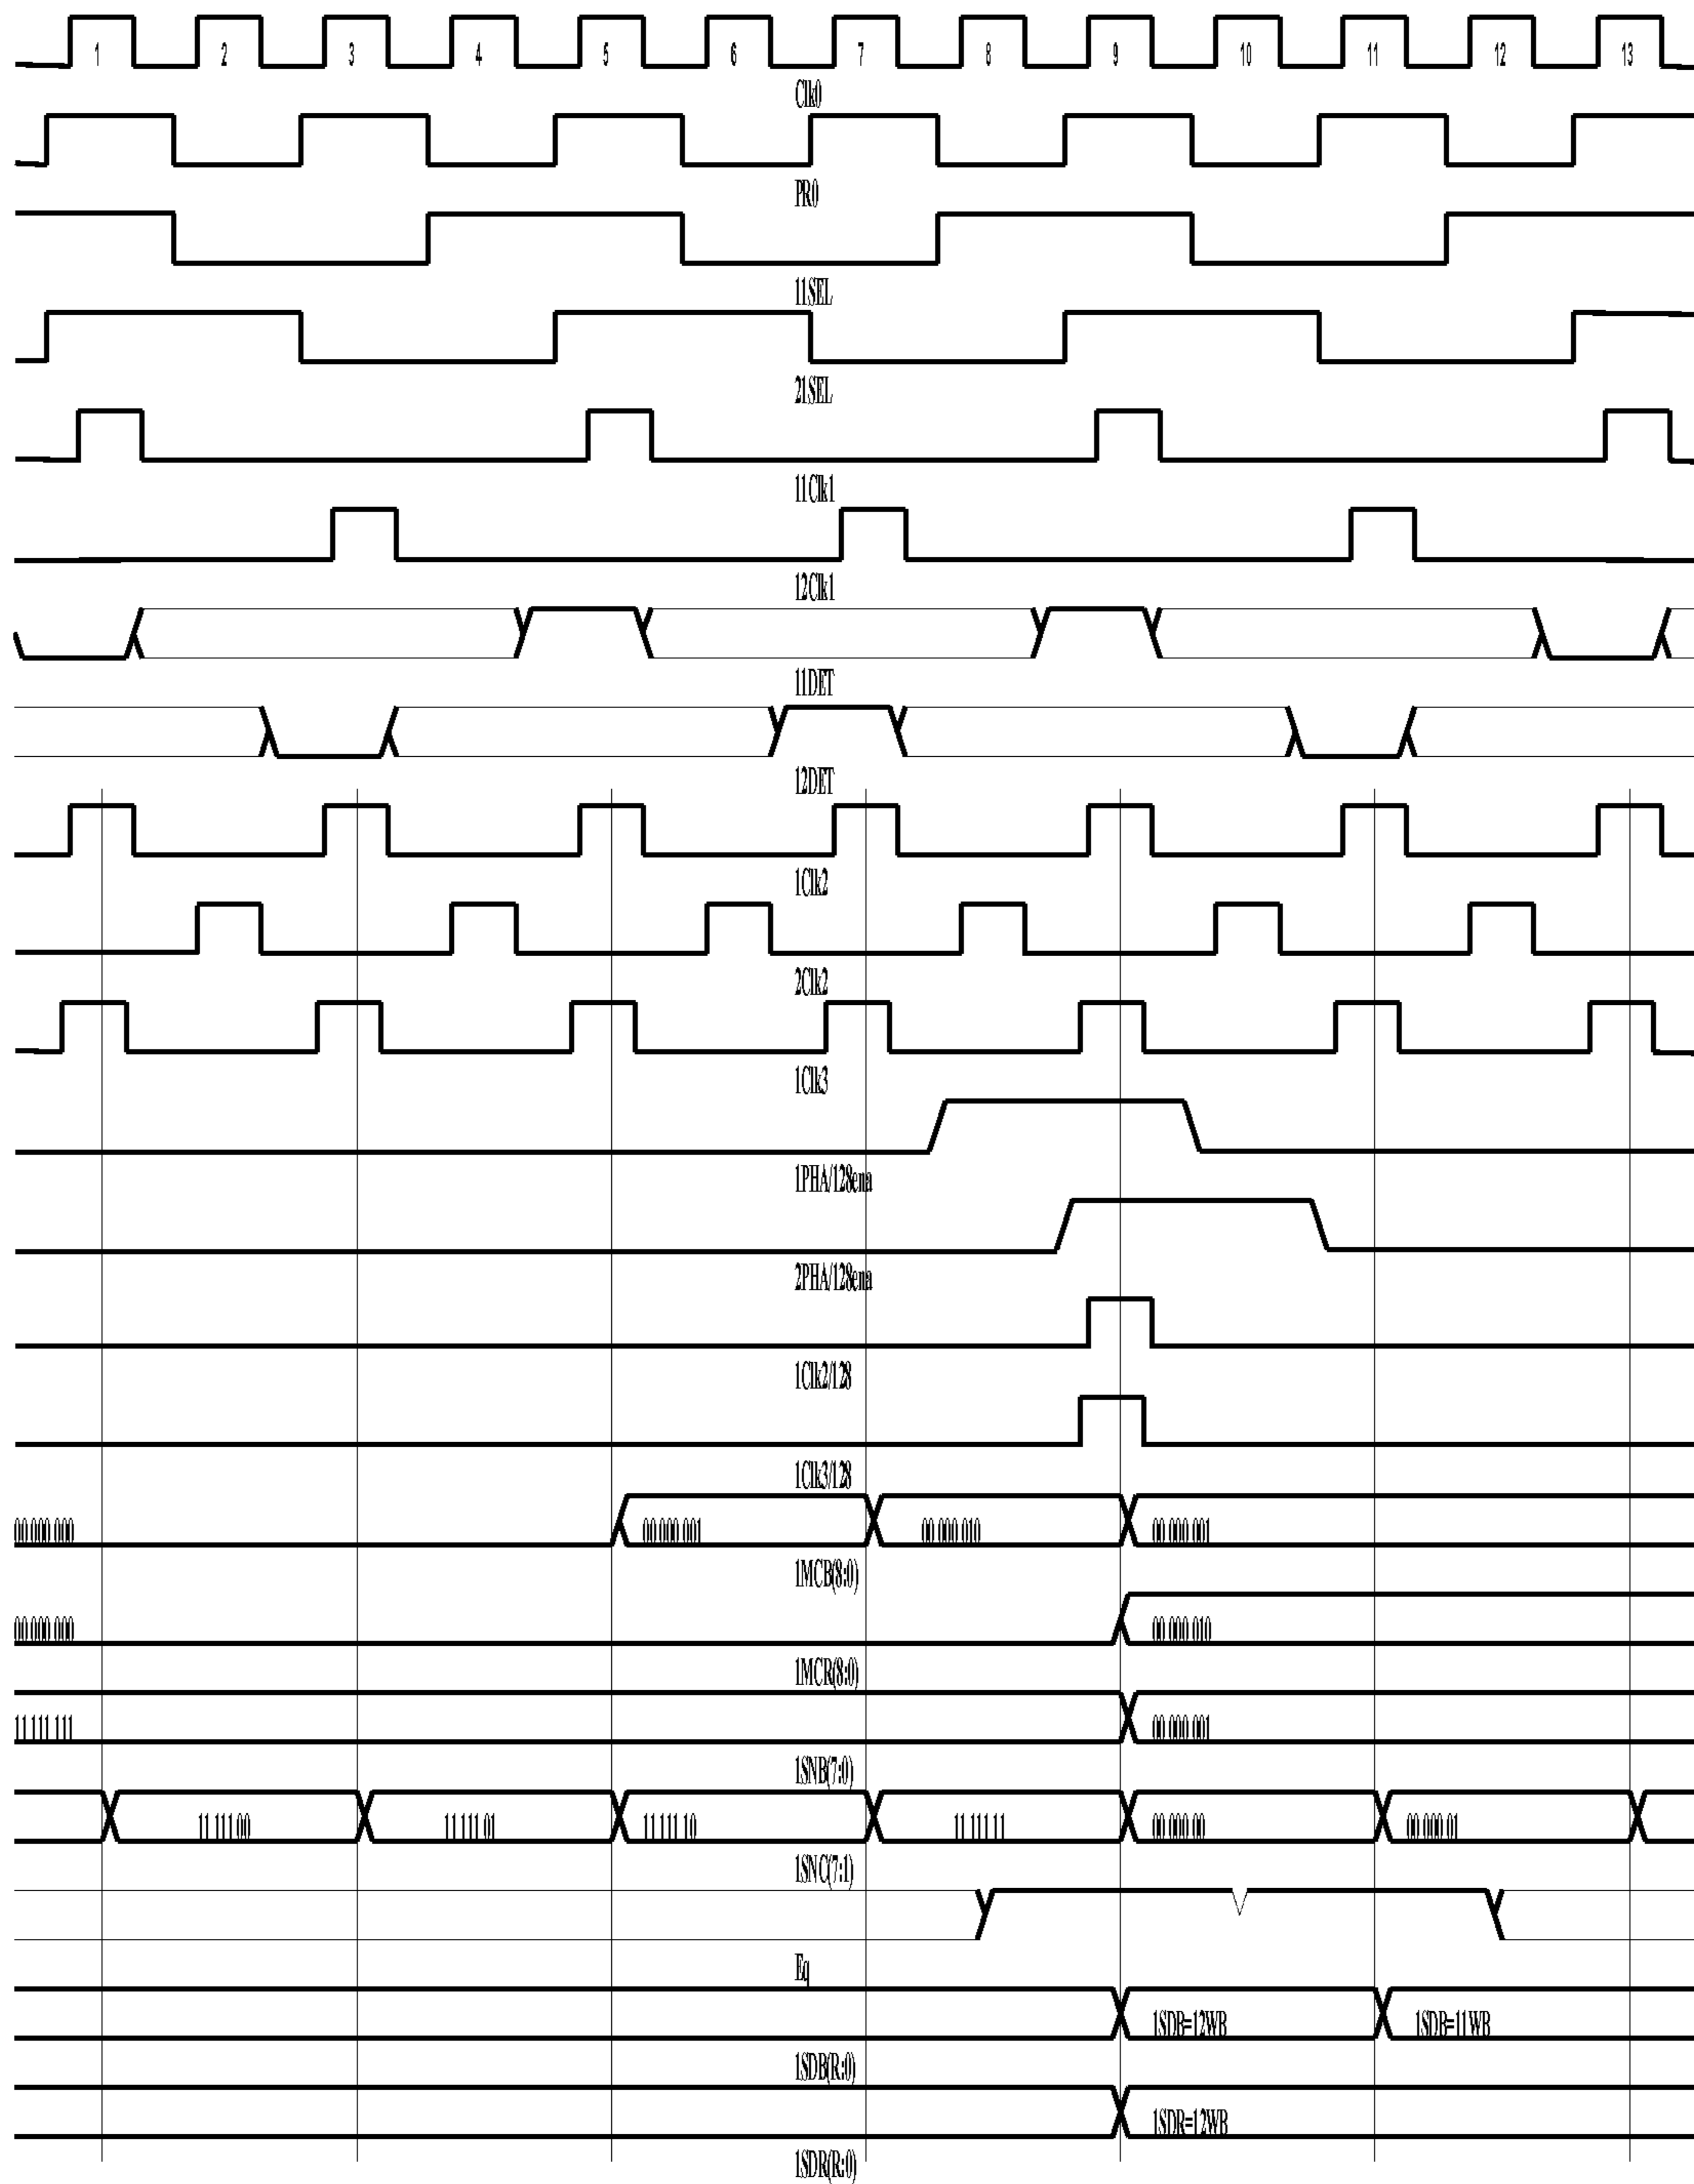 1 2 3 4 5 6 7 8 9 10 11 12 13
Clk0
PR0
11SEL
21SEL
11Clk1
12Clk1
11DET
12DET
1Clk2
2Clk2
1Clk3
1PHA/128ena
2PHA/128ena
1Clk2/128
1Clk3/128
00 000 000 00 000 001 00 000 010 00 000 001
1MCB(8:0)
00 000 000 00 000 010
1MCR(8:0)
11 111 111 00 000 001
1SNB(7:0)
11 111 00 11 111 01 11 111 10 11 111 11 00 000 00 00 000 01
1SNC(7:1)
Eq
1SDB=12WB 1SDB=11WB
1SDB(R:0)
1SDR=12WB
1SDR(R:0)